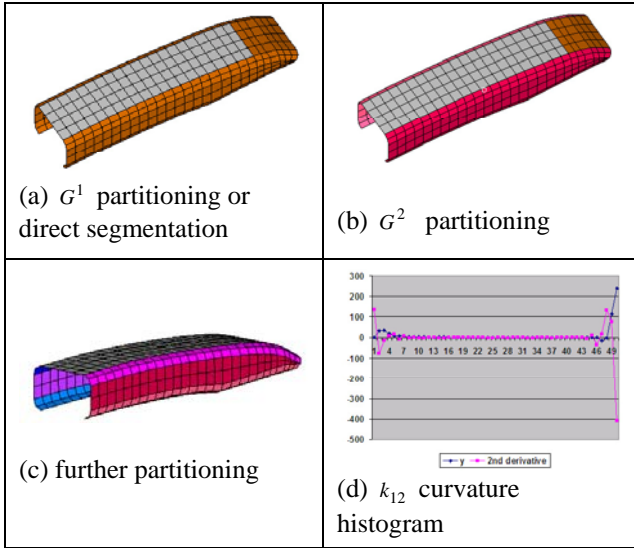 (a) G¹ partitioning or
direct segmentation
(b) G² partitioning
(c) further partitioning
300
200
100
0
-100
-200
-300
-400
-500
1 4 7 10 13 16 19 22 25 28 31 34 37 40 43 46 49
y 2nd derivative
(d) k₁₂ curvature
histogram